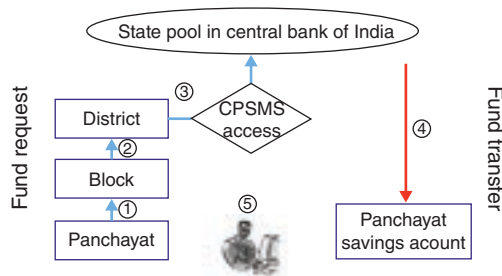 State pool in central bank of India
Fund request
Fund transfer
③
CPSMS
access
District
④
②
Block
①
⑤
Panchayat
Panchayat
savings acount